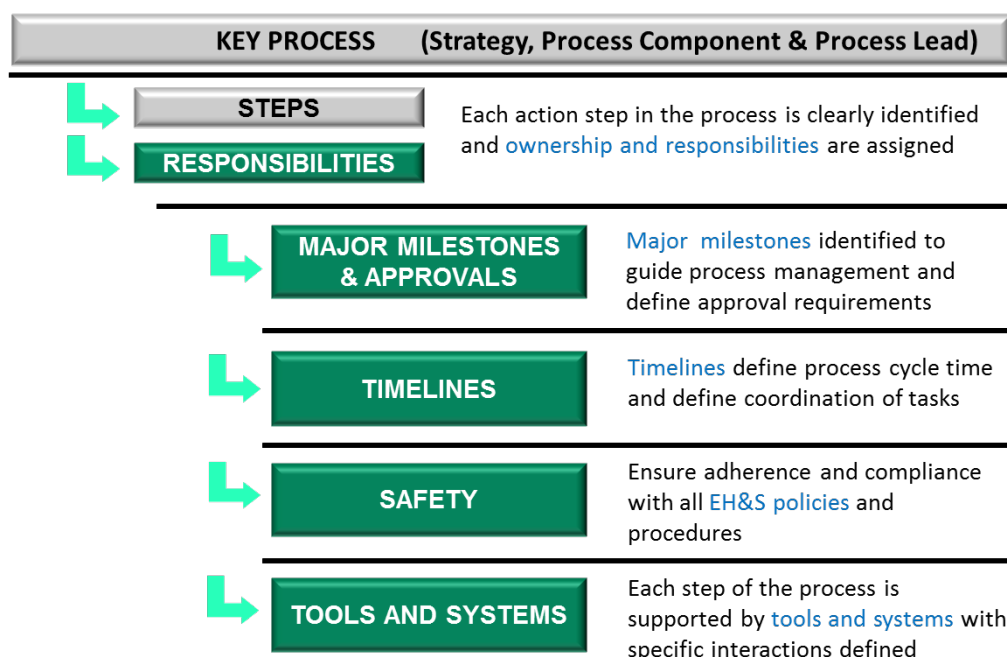 KEY PROCESS (Strategy, Process Component & Process Lead)
STEPS
Each action step in the process is clearly identified
and ownership and responsibilities are assigned
RESPONSIBILITIES
MAJOR MILESTONES
& APPROVALS
Major milestones identified to
guide process management and
define approval requirements
TIMELINES
Timelines define process cycle time
and define coordination of tasks
SAFETY
Ensure adherence and compliance
with all EH&S policies and
procedures
TOOLS AND SYSTEMS
Each step of the process is
supported by tools and systems with
specific interactions defined